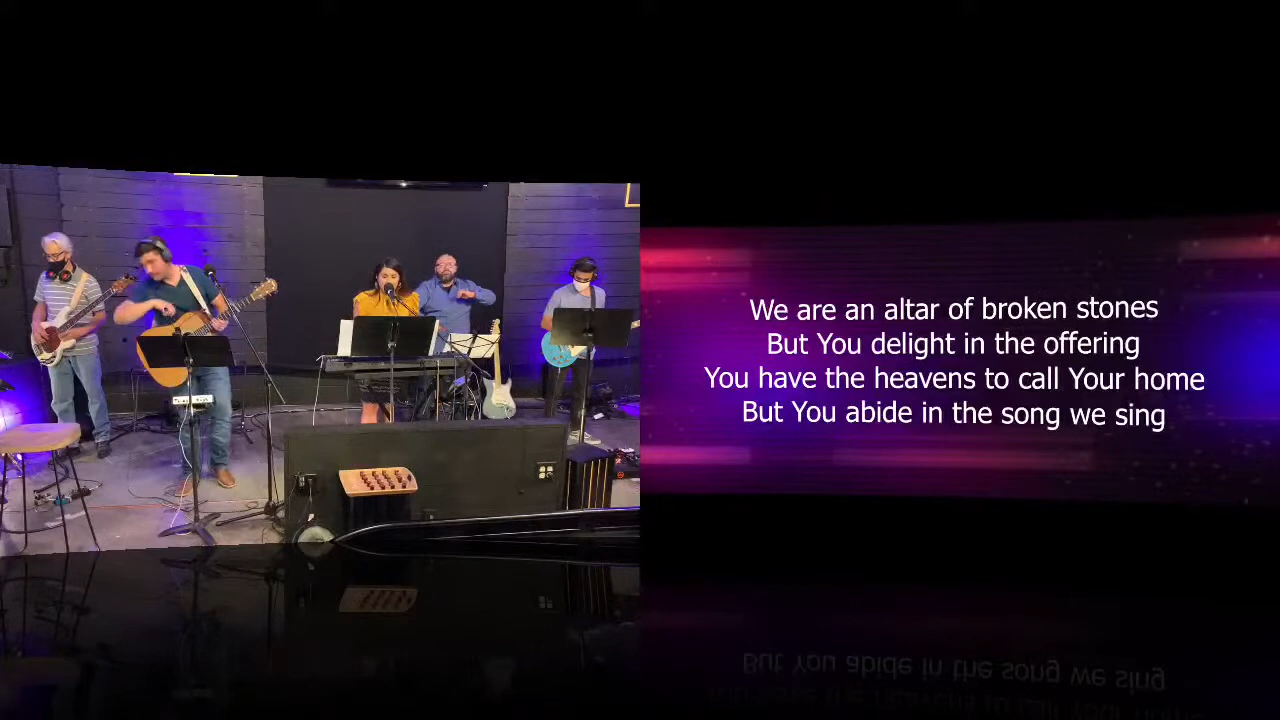 We are an altar of broken stones
But You delight in the offering
You have the heavens to call Your home
But You abide in the song we sing